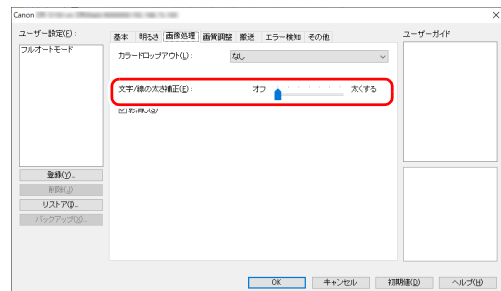 Canon
ユーザー設定(F) :
フルオートモード
登録(Y)...
削除(J)
リストア(I)...
バックアップ(X)...
基本 明るさ 画像処理 画質調整 搬送 エラー検知 その他
カラードロップアウト(L) : なし
文字/線の太さ補正(E) : オフ 太くする
ユーザーガイド
OK キャンセル 初期値(D) ヘルプ(H)